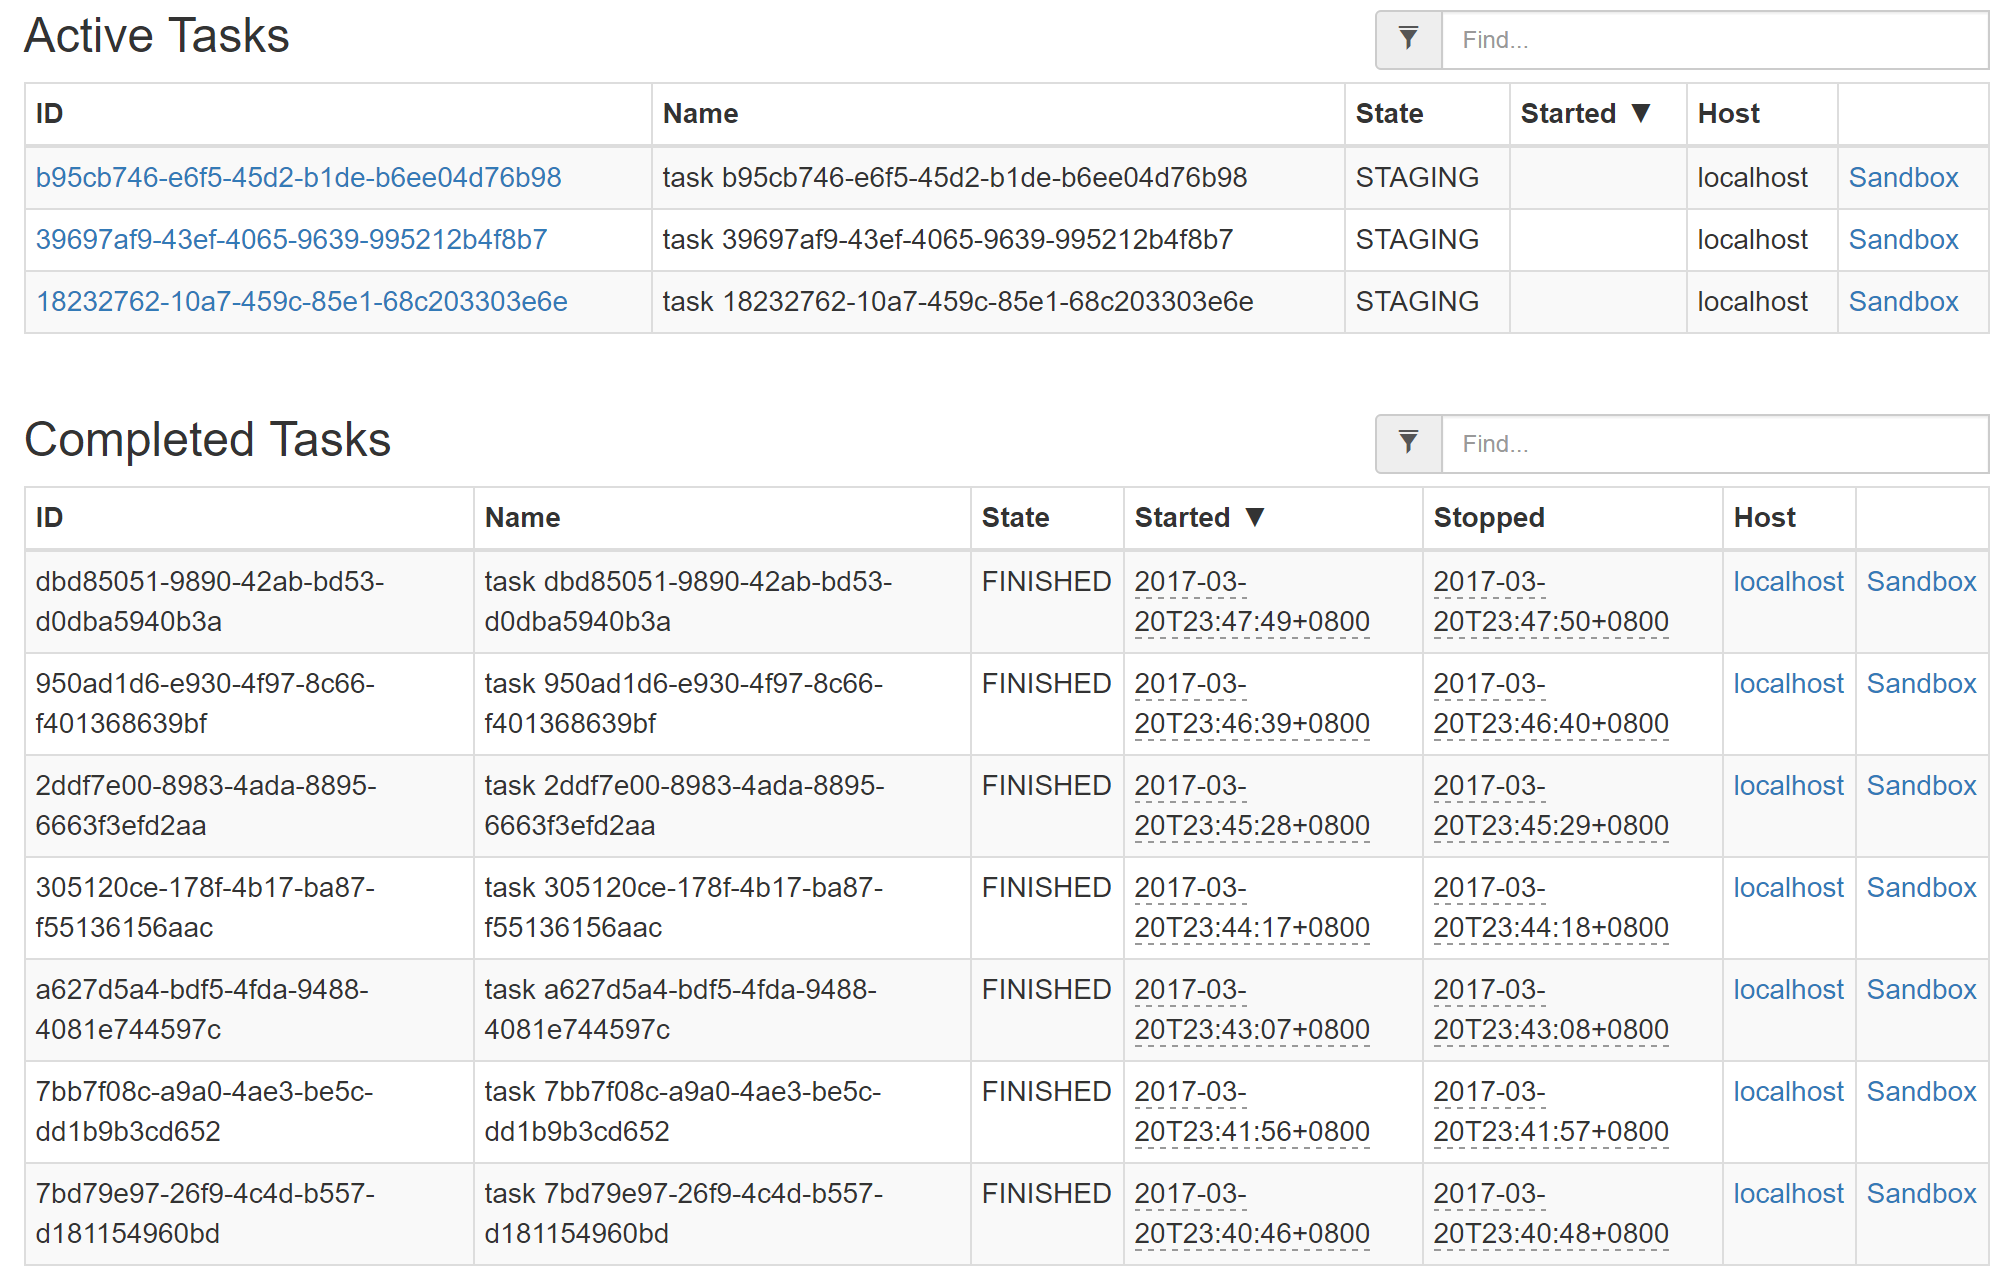 Active Tasks
Find...
ID Name State Started ▼ Host
b95cb746-e6f5-45d2-b1de-b6ee04d76b98 task b95cb746-e6f5-45d2-b1de-b6ee04d76b98 STAGING localhost Sandbox
39697af9-43ef-4065-9639-995212b4f8b7 task 39697af9-43ef-4065-9639-995212b4f8b7 STAGING localhost Sandbox
18232762-10a7-459c-85e1-68c203303e6e task 18232762-10a7-459c-85e1-68c203303e6e STAGING localhost Sandbox
Completed Tasks
Find...
ID Name State Started ▼ Stopped Host
dbd85051-9890-42ab-bd53- task dbd85051-9890-42ab-bd53- FINISHED 2017-03- 2017-03- localhost Sandbox
d0dba5940b3a d0dba5940b3a 20T23:47:49+0800 20T23:47:50+0800
950ad1d6-e930-4f97-8c66- task 950ad1d6-e930-4f97-8c66- FINISHED 2017-03- 2017-03- localhost Sandbox
f401368639bf f401368639bf 20T23:46:39+0800 20T23:46:40+0800
2ddf7e00-8983-4ada-8895- task 2ddf7e00-8983-4ada-8895- FINISHED 2017-03- 2017-03- localhost Sandbox
6663f3efd2aa 6663f3efd2aa 20T23:45:28+0800 20T23:45:29+0800
305120ce-178f-4b17-ba87- task 305120ce-178f-4b17-ba87- FINISHED 2017-03- 2017-03- localhost Sandbox
f55136156aac f55136156aac 20T23:44:17+0800 20T23:44:18+0800
a627d5a4-bdf5-4fda-9488- task a627d5a4-bdf5-4fda-9488- FINISHED 2017-03- 2017-03- localhost Sandbox
4081e744597c 4081e744597c 20T23:43:07+0800 20T23:43:08+0800
7bb7f08c-a9a0-4ae3-be5c- task 7bb7f08c-a9a0-4ae3-be5c- FINISHED 2017-03- 2017-03- localhost Sandbox
dd1b9b3cd652 dd1b9b3cd652 20T23:41:56+0800 20T23:41:57+0800
7bd79e97-26f9-4c4d-b557- task 7bd79e97-26f9-4c4d-b557- FINISHED 2017-03- 2017-03- localhost Sandbox
d181154960bd d181154960bd 20T23:40:46+0800 20T23:40:48+0800